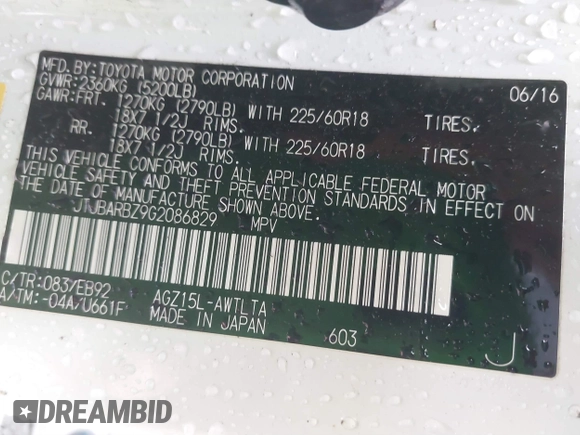 MFD.BY:TOYOTA MOTOR CORPORATION 06/16
GVWR:2360KG (5200LB)
GAWR:FRT. 1270KG (2790LB) WITH 225/60R18 TIRES.
18X7 1/2J RIMS.
RR. 1270KG (2790LB) WITH 225/60R18 TIRES.
18X7 1/2J RIMS.
THIS VEHICLE CONFORMS TO ALL APPLICABLE FEDERAL MOTOR
VEHICLE SAFETY AND THEFT PREVENTION STANDARDS IN EFFECT ON
THE DATE OF MANUFACTURE SHOWN ABOVE.
JTJBARBZ9G2086829 MPV
C/TR:083/EB92 AGZ15L-AWTLTA
A/TM:-04A/U661F MADE IN JAPAN 603 J
DREAMBID